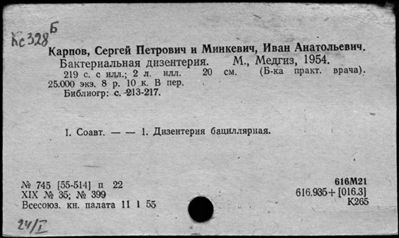 Кс328 Б
Карпов, Сергей Петрович и Минкевич, Иван Анатольевич.
Бактериальная дизентерия. М., Медгиз, 1954.
219 с. с илл.; 2 л. илл. 20 см. (Б-ка практ. врача).
25.000 экз. 8 р. 10 к. В пер.
Библиогр: с. 213-217.
1. Соавт. — — 1. Дизентерия бациллярная.
№ 745 [55-514] п 22
XIX № 35; № 399
Всесоюз. кн. палата 11 1 55
616М21
616.935+[016.3]
К265
24/I